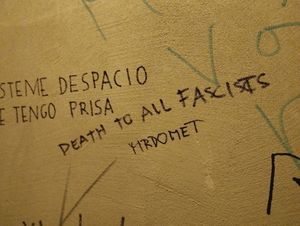 STEME DESPACIO
E TENGO PRISA
DEATH TO ALL FASCISTS
YIRDOMET